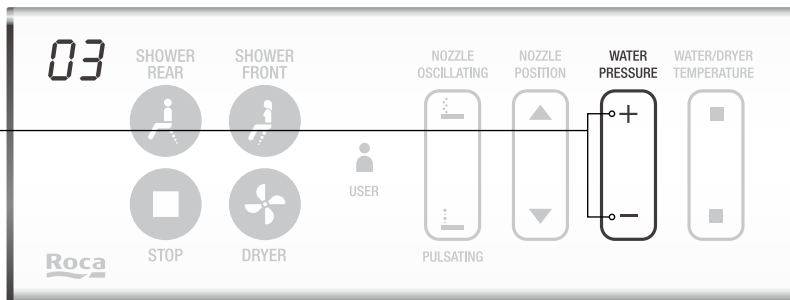 03
SHOWER
REAR
SHOWER
FRONT
NOZZLE
OSCILLATING
NOZZLE
POSITION
WATER
PRESSURE
WATER/DRYER
TEMPERATURE
+
USER
−
STOP
DRYER
PULSATING
Roca